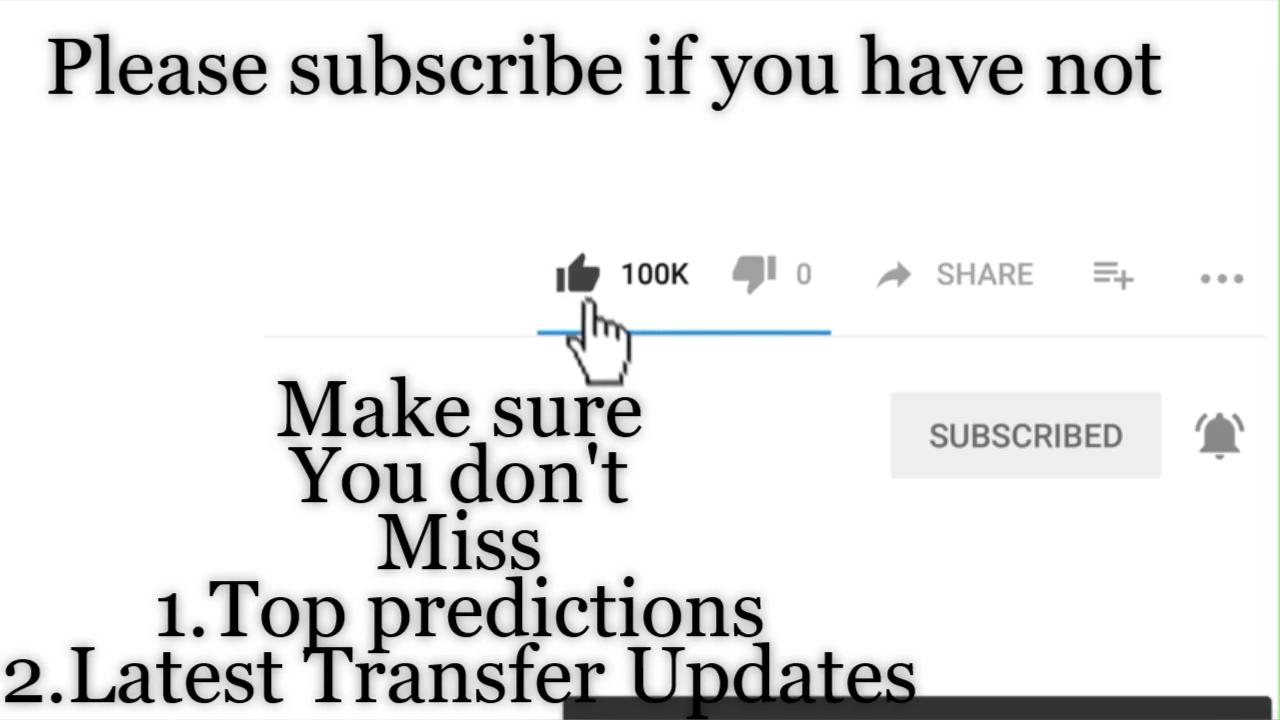 Please subscribe if you have not
100K 0 SHARE
Make sure
SUBSCRIBED
You don't
Miss
1.Top predictions
2.Latest Transfer Updates